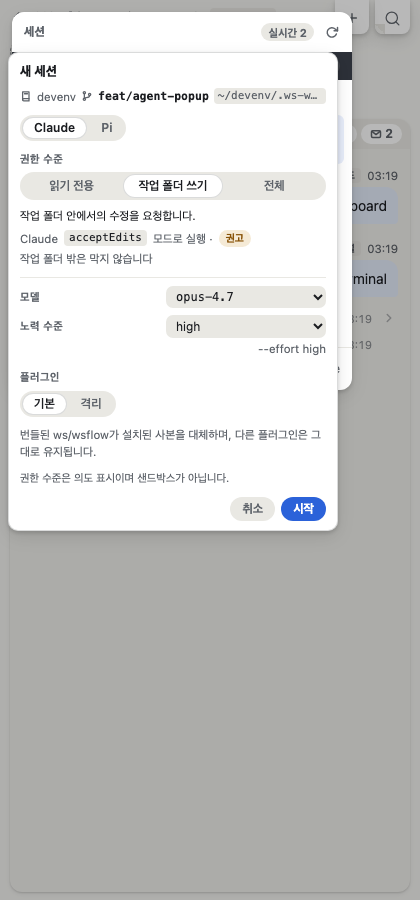 세션
실시간 2
새 세션
devenv feat/agent-popup ~/devenv/.ws-w…
Claude Pi
권한 수준
읽기 전용 작업 폴더 쓰기 전체
작업 폴더 안에서의 수정을 요청합니다.
Claude acceptEdits 모드로 실행 · 권고
작업 폴더 밖은 막지 않습니다
모델 opus-4.7
노력 수준 high
--effort high
플러그인
기본 격리
번들된 ws/wsflow가 설치된 사본을 대체하며, 다른 플러그인은 그
대로 유지됩니다.
권한 수준은 의도 표시이며 샌드박스가 아닙니다.
취소 시작
2
03:19
board
03:19
minal
3:19
3:19